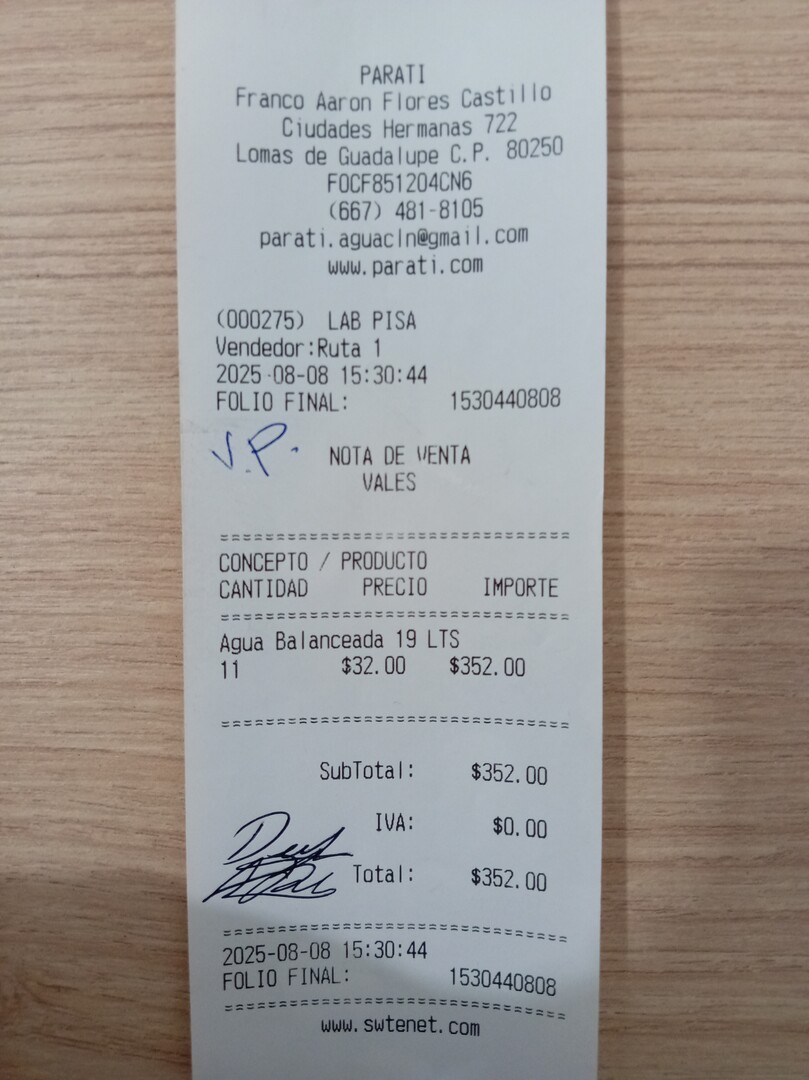 PARATI
Franco Aaron Flores Castillo
Ciudades Hermanas 722
Lomas de Guadalupe C.P. 80250
FOCF851204CN6
(667) 481-8105
parati.aguacln@gmail.com
www.parati.com
(000275) LAB PISA
Vendedor:Ruta 1
2025-08-08 15:30:44
FOLIO FINAL: 1530440808
V.P.
NOTA DE VENTA
VALES
==============================
CONCEPTO / PRODUCTO
CANTIDAD PRECIO IMPORTE
==============================
Agua Balanceada 19 LTS
11 $32.00 $352.00
==============================
SubTotal: $352.00
IVA: $0.00
Total: $352.00
==============================
2025-08-08 15:30:44
FOLIO FINAL: 1530440808
==============================
www.swtenet.com